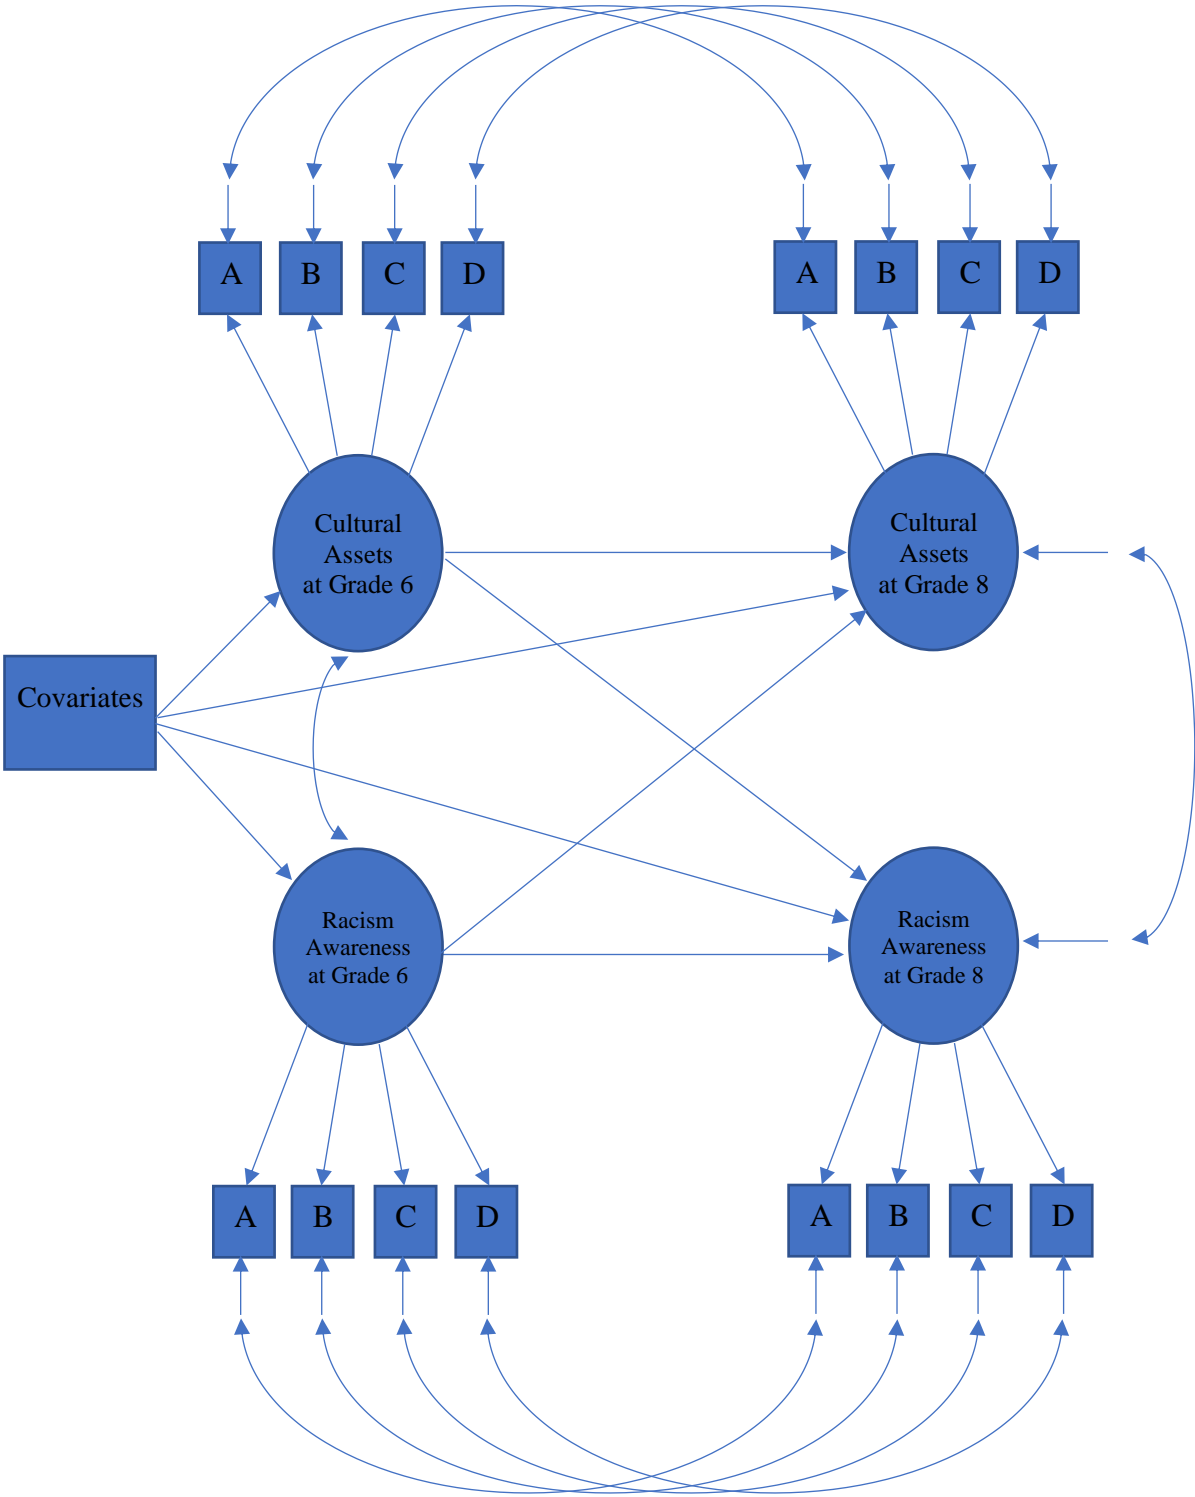 A B C D A B C D
Cultural
Assets
at Grade 6
Cultural
Assets
at Grade 8
Covariates
Racism
Awareness
at Grade 6
Racism
Awareness
at Grade 8
A B C D A B C D